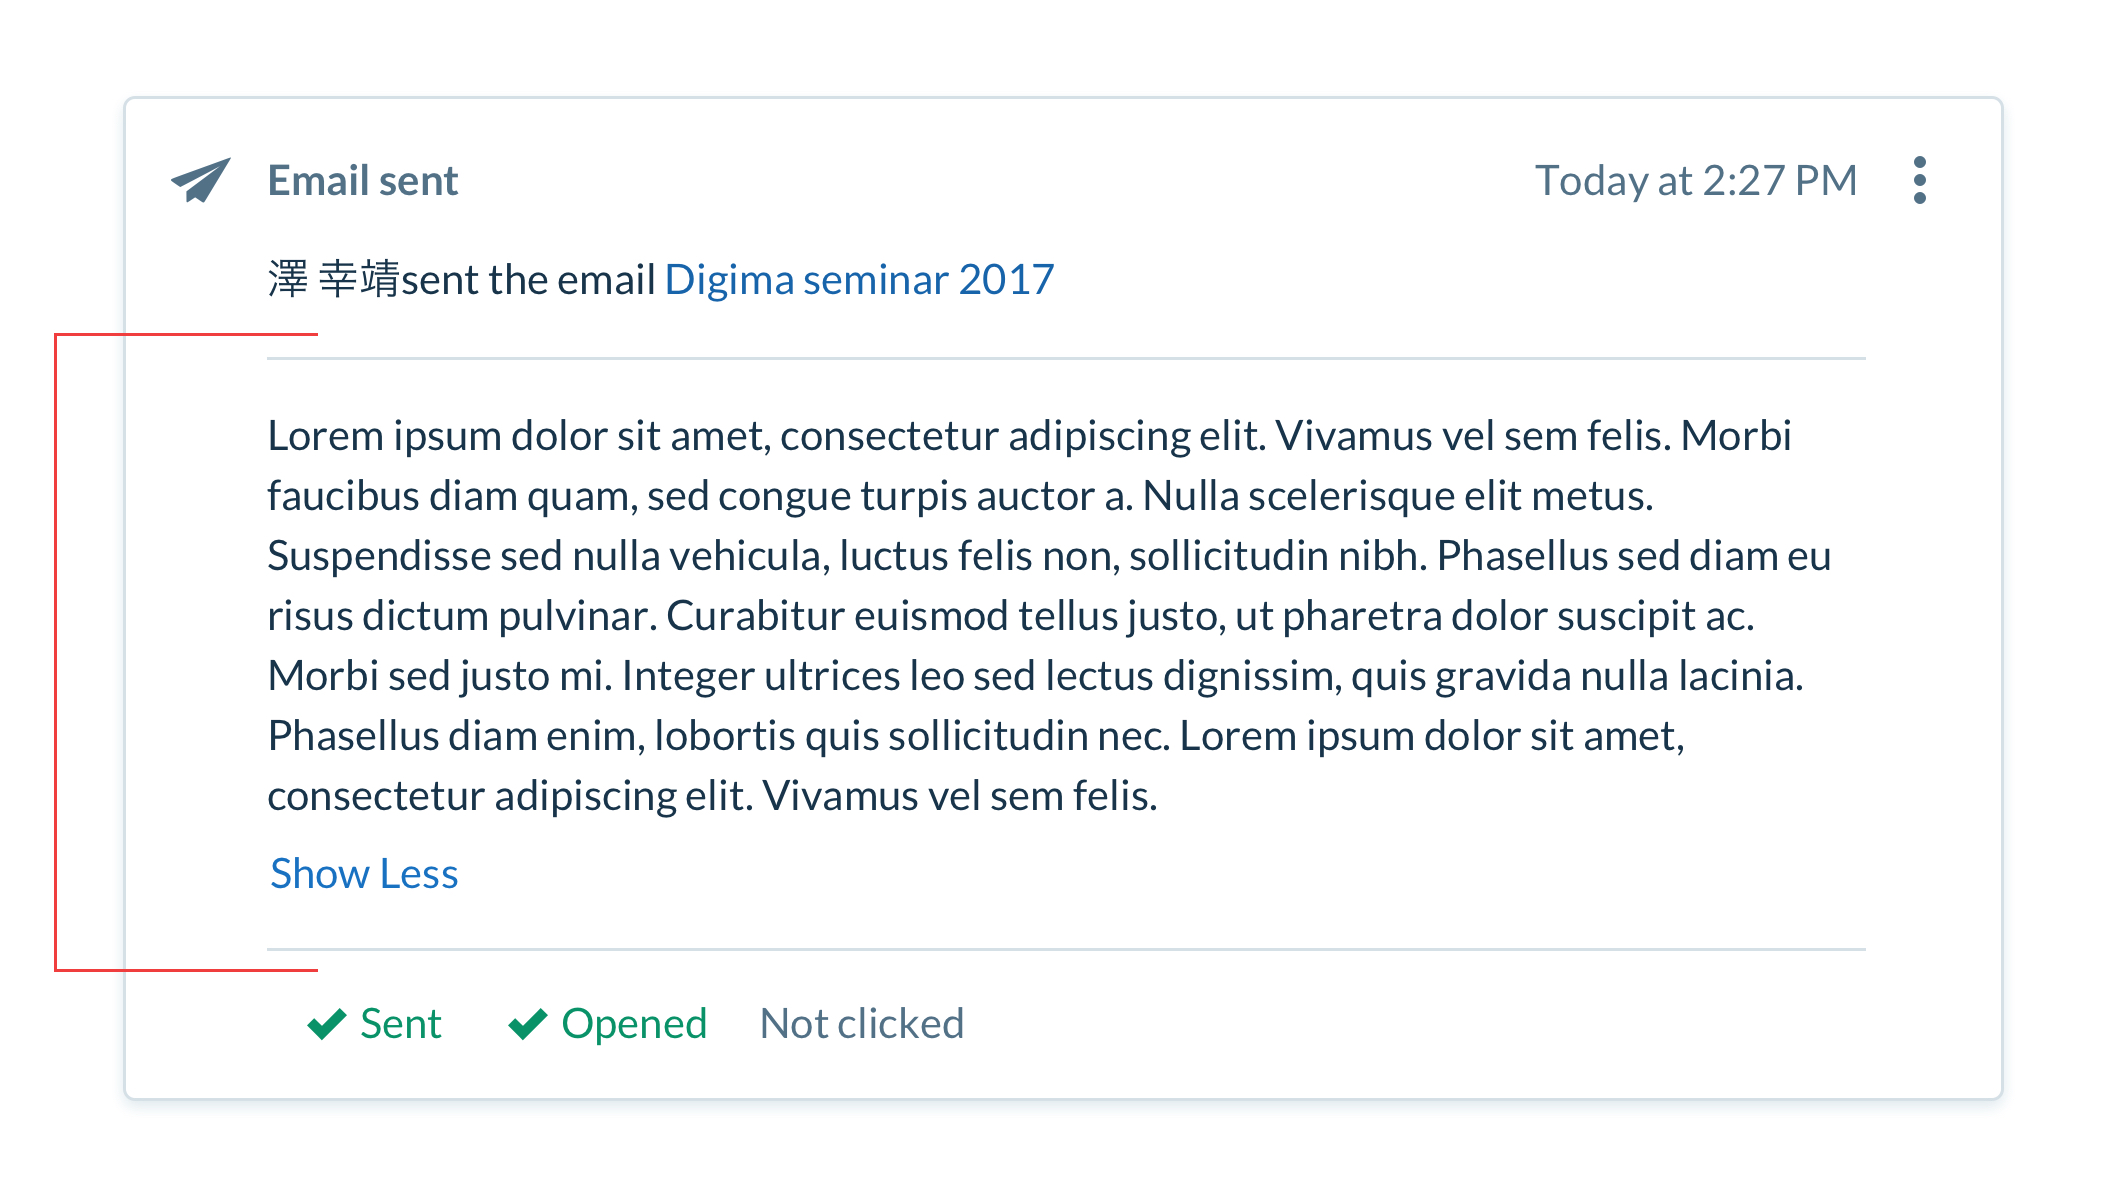 Email sent
Today at 2:27 PM
澤 幸靖sent the email Digima seminar 2017
Lorem ipsum dolor sit amet, consectetur adipiscing elit. Vivamus vel sem felis. Morbi
faucibus diam quam, sed congue turpis auctor a. Nulla scelerisque elit metus.
Suspendisse sed nulla vehicula, luctus felis non, sollicitudin nibh. Phasellus sed diam eu
risus dictum pulvinar. Curabitur euismod tellus justo, ut pharetra dolor suscipit ac.
Morbi sed justo mi. Integer ultrices leo sed lectus dignissim, quis gravida nulla lacinia.
Phasellus diam enim, lobortis quis sollicitudin nec. Lorem ipsum dolor sit amet,
consectetur adipiscing elit. Vivamus vel sem felis.
Show Less
Sent Opened Not clicked